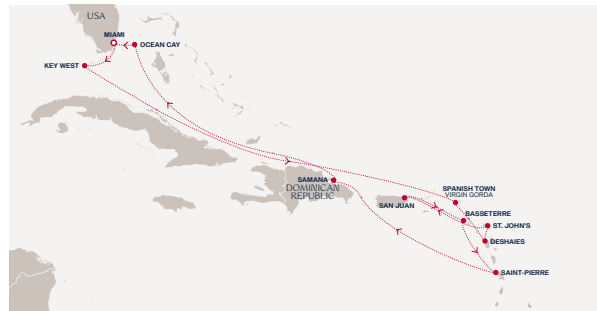 USA
MIAMI
OCEAN CAY
KEY WEST
SAMANA
DOMINICAN
REPUBLIC
SPANISH TOWN
VIRGIN GORDA
SAN JUAN
BASSETERRE
ST. JOHN'S
DESHAIES
SAINT-PIERRE